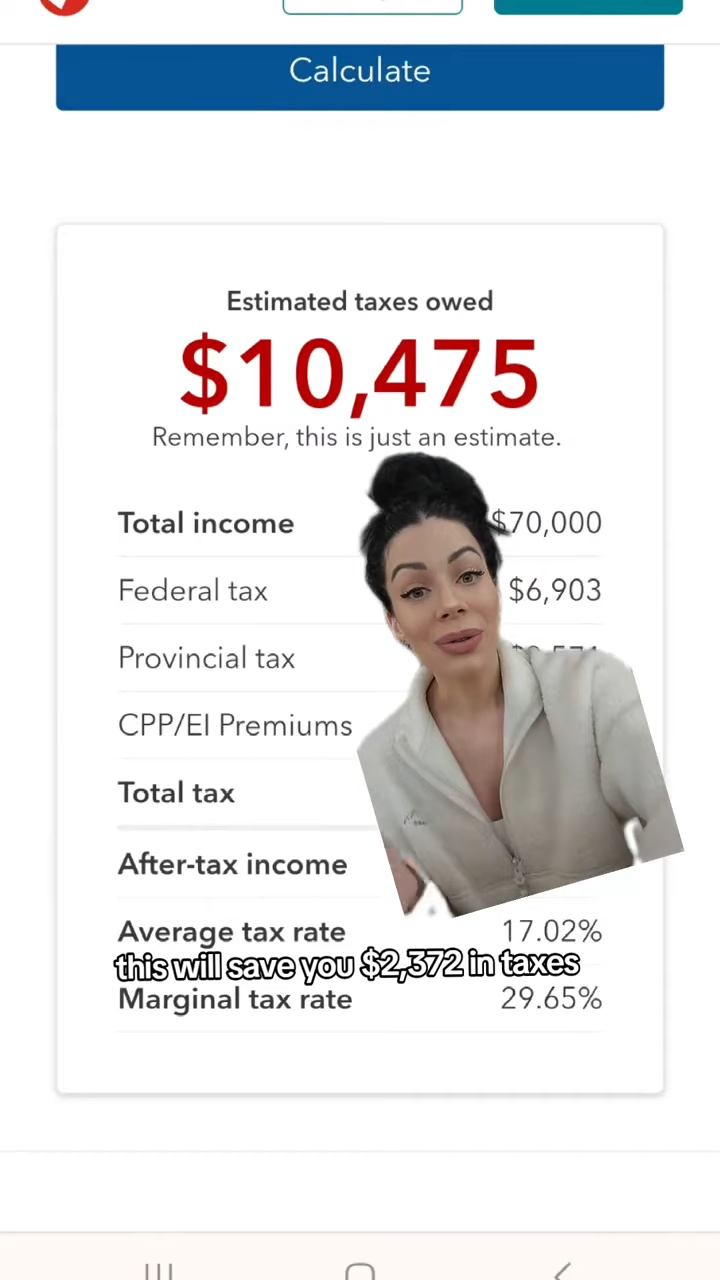 Calculate
Estimated taxes owed
$10,475
Remember, this is just an estimate.
Total income $70,000
Federal tax $6,903
Provincial tax
CPP/EI Premiums
Total tax
After-tax income
Average tax rate 17.02%
this will save you $2,372 in taxes
Marginal tax rate 29.65%